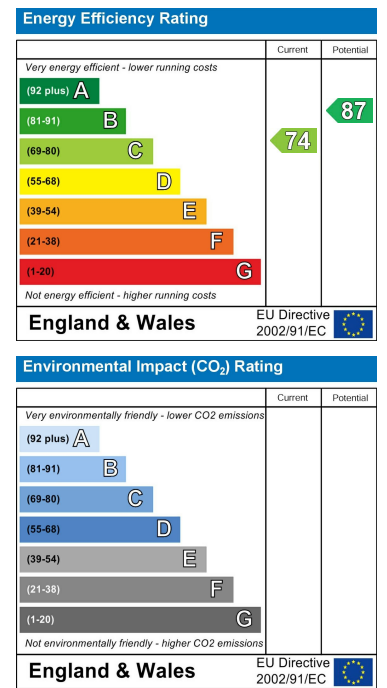 Energy Efficiency Rating
Current Potential
Very energy efficient - lower running costs
(92 plus) A
(81-91) B
87
(69-80) C
74
(55-68) D
(39-54) E
(21-38) F
(1-20) G
Not energy efficient - higher running costs
England & Wales
EU Directive
2002/91/EC
Environmental Impact (CO₂) Rating
Current Potential
Very environmentally friendly - lower CO2 emissions
(92 plus) A
(81-91) B
(69-80) C
(55-68) D
(39-54) E
(21-38) F
(1-20) G
Not environmentally friendly - higher CO2 emissions
England & Wales
EU Directive
2002/91/EC